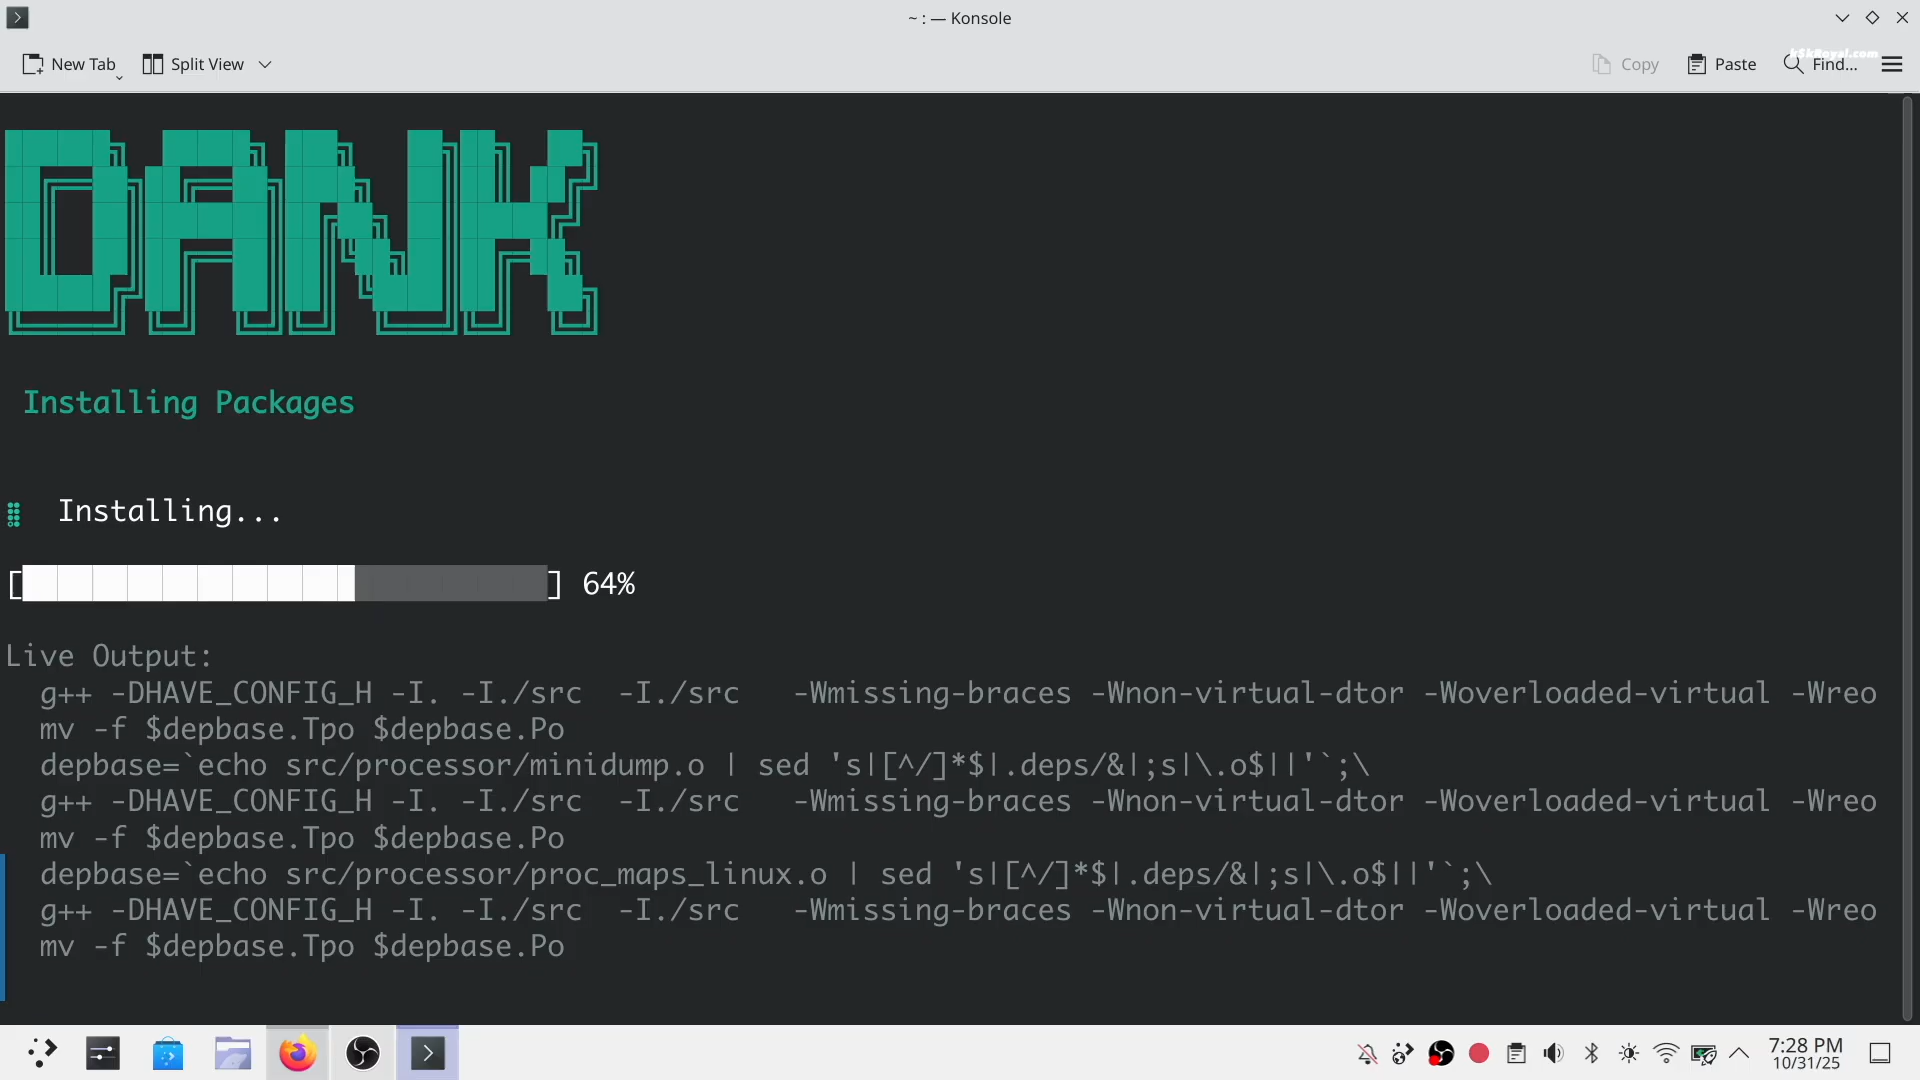 ~ : — Konsole
New Tab
Split View
Copy
Paste
Find...
kskRoyal.com
DANK
Installing Packages
Installing...
[ ] 64%
Live Output:
g++ -DHAVE_CONFIG_H -I. -I./src  -I./src   -Wmissing-braces -Wnon-virtual-dtor -Woverloaded-virtual -Wreo
mv -f $depbase.Tpo $depbase.Po
depbase=`echo src/processor/minidump.o | sed 's|[^/]*$|.deps/&|;s|\.o$||'`;\
g++ -DHAVE_CONFIG_H -I. -I./src  -I./src   -Wmissing-braces -Wnon-virtual-dtor -Woverloaded-virtual -Wreo
mv -f $depbase.Tpo $depbase.Po
depbase=`echo src/processor/proc_maps_linux.o | sed 's|[^/]*$|.deps/&|;s|\.o$||'`;\
g++ -DHAVE_CONFIG_H -I. -I./src  -I./src   -Wmissing-braces -Wnon-virtual-dtor -Woverloaded-virtual -Wreo
mv -f $depbase.Tpo $depbase.Po
7:28 PM
10/31/25